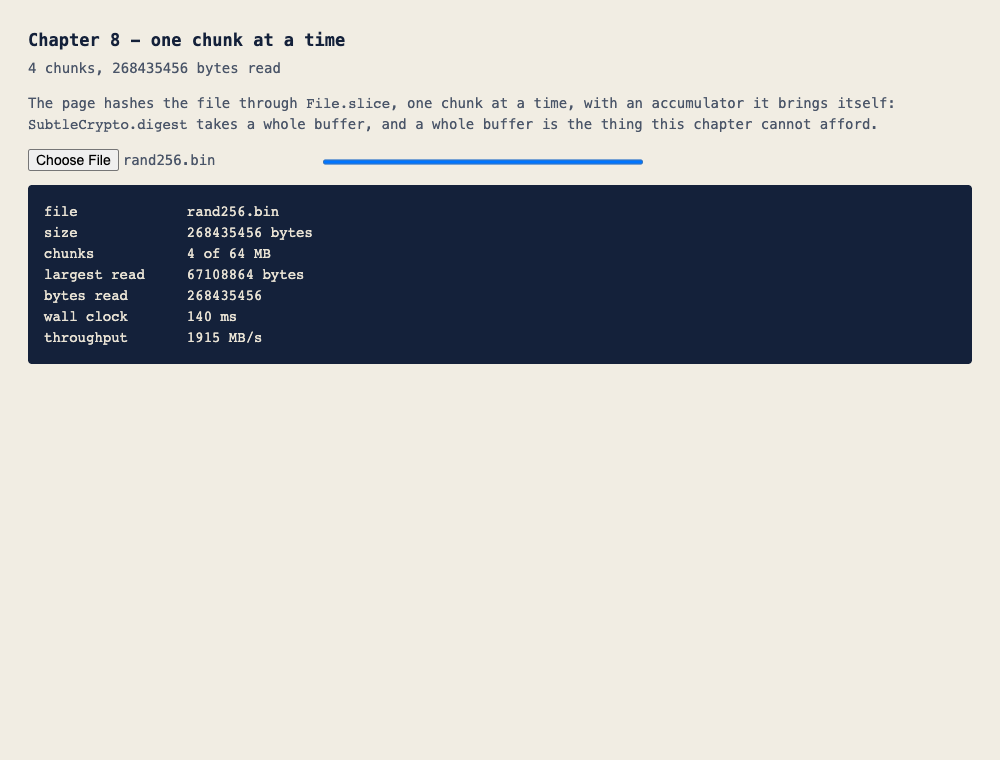 Chapter 8 — one chunk at a time
4 chunks, 268435456 bytes read
The page hashes the file through File.slice, one chunk at a time, with an accumulator it brings itself:
SubtleCrypto.digest takes a whole buffer, and a whole buffer is the thing this chapter cannot afford.
Choose File rand256.bin
file rand256.bin
size 268435456 bytes
chunks 4 of 64 MB
largest read 67108864 bytes
bytes read 268435456
wall clock 140 ms
throughput 1915 MB/s